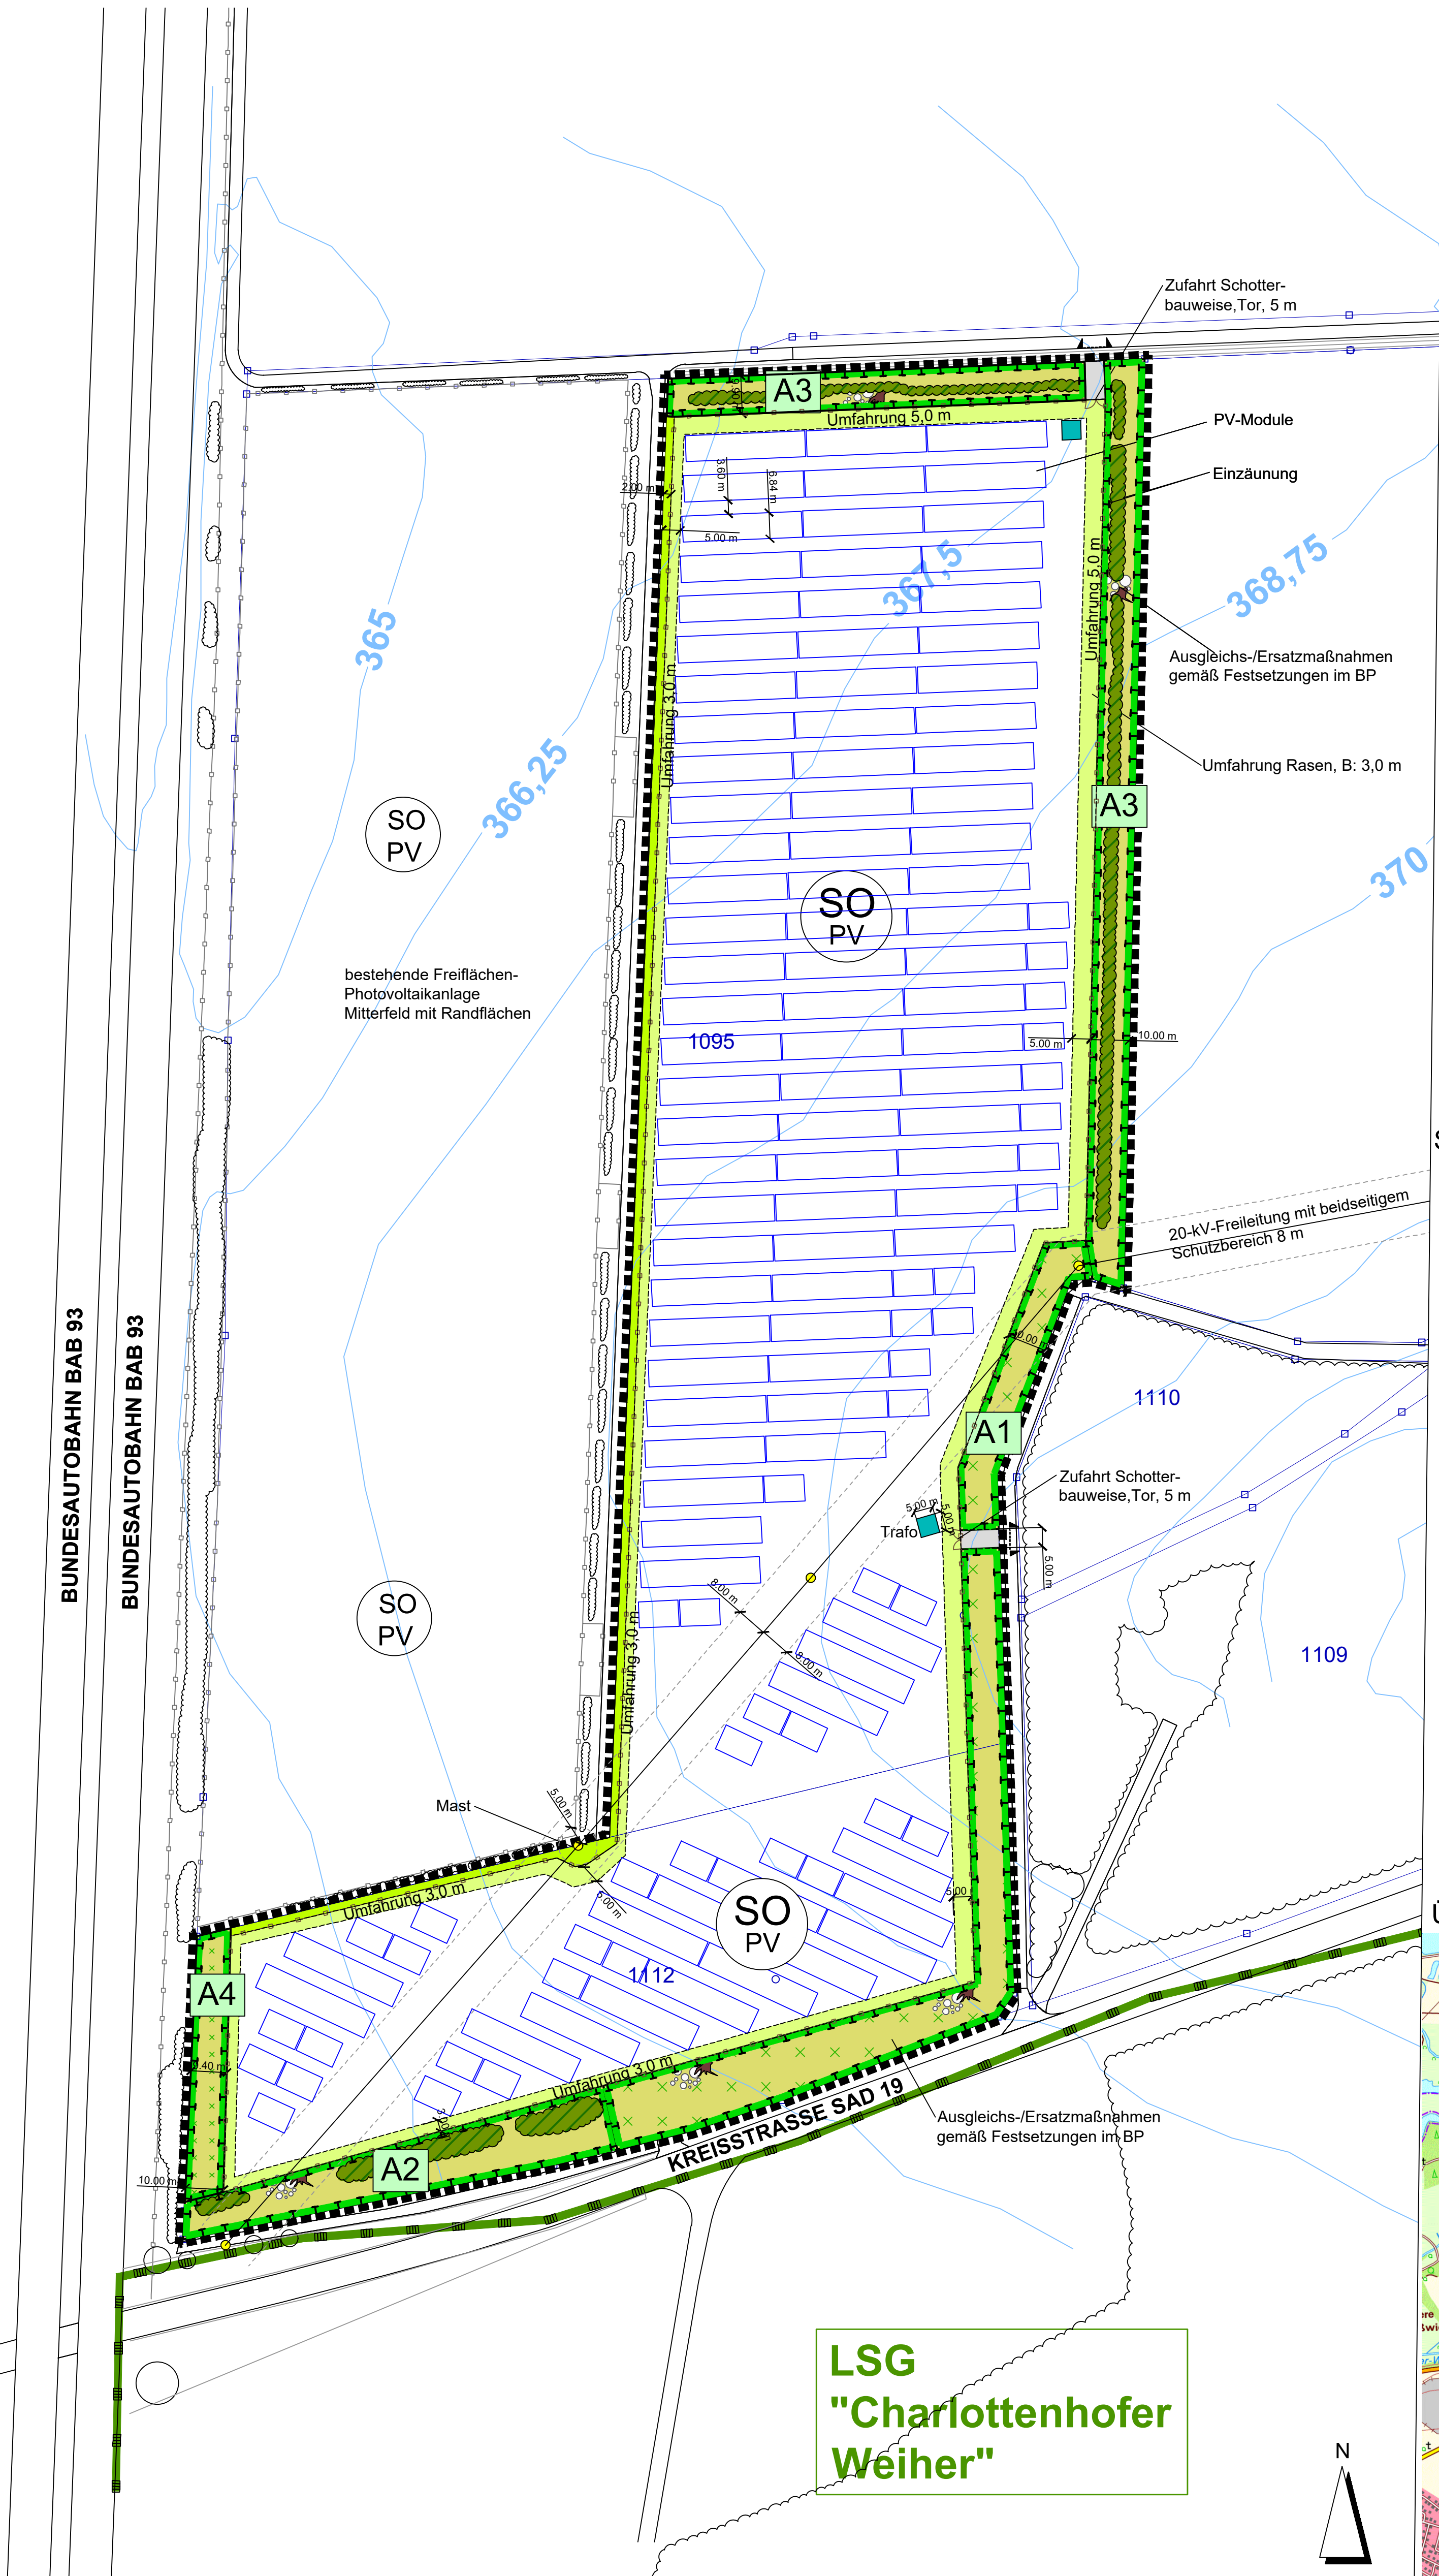 Zufahrt Schotter-
bauweise,Tor, 5 m
A3
Umfahrung 5,0 m
PV-Module
Einzäunung
3.60 m
6.84 m
2.00 m
5.00 m
367,5
368,75
365
Umfahrung 5,0 m
Ausgleichs-/Ersatzmaßnahmen
gemäß Festsetzungen im BP
Umfahrung 3,0 m
366,25
Umfahrung Rasen, B: 3,0 m
A3
SO
PV
370
SO
PV
bestehende Freiflächen-
Photovoltaikanlage
Mitterfeld mit Randflächen
1095
5.00 m
10.00 m
20-kV-Freileitung mit beidseitigem
Schutzbereich 8 m
BUNDESAUTOBAHN BAB 93
BUNDESAUTOBAHN BAB 93
1110
A1
Zufahrt Schotter-
bauweise,Tor, 5 m
5.00
5.00 m
Trafo
5.00 m
8.00 m
8.00 m
SO
PV
Umfahrung 3,0 m
1109
Mast
5.00 m
Umfahrung 3,0 m
5.00 m
5.00
SO
PV
1112
A4
Umfahrung 3,0 m
10.00 m
A2
KREISSTRASSE SAD 19
Ausgleichs-/Ersatzmaßnahmen
gemäß Festsetzungen im BP
LSG
"Charlottenhofer
Weiher"
N